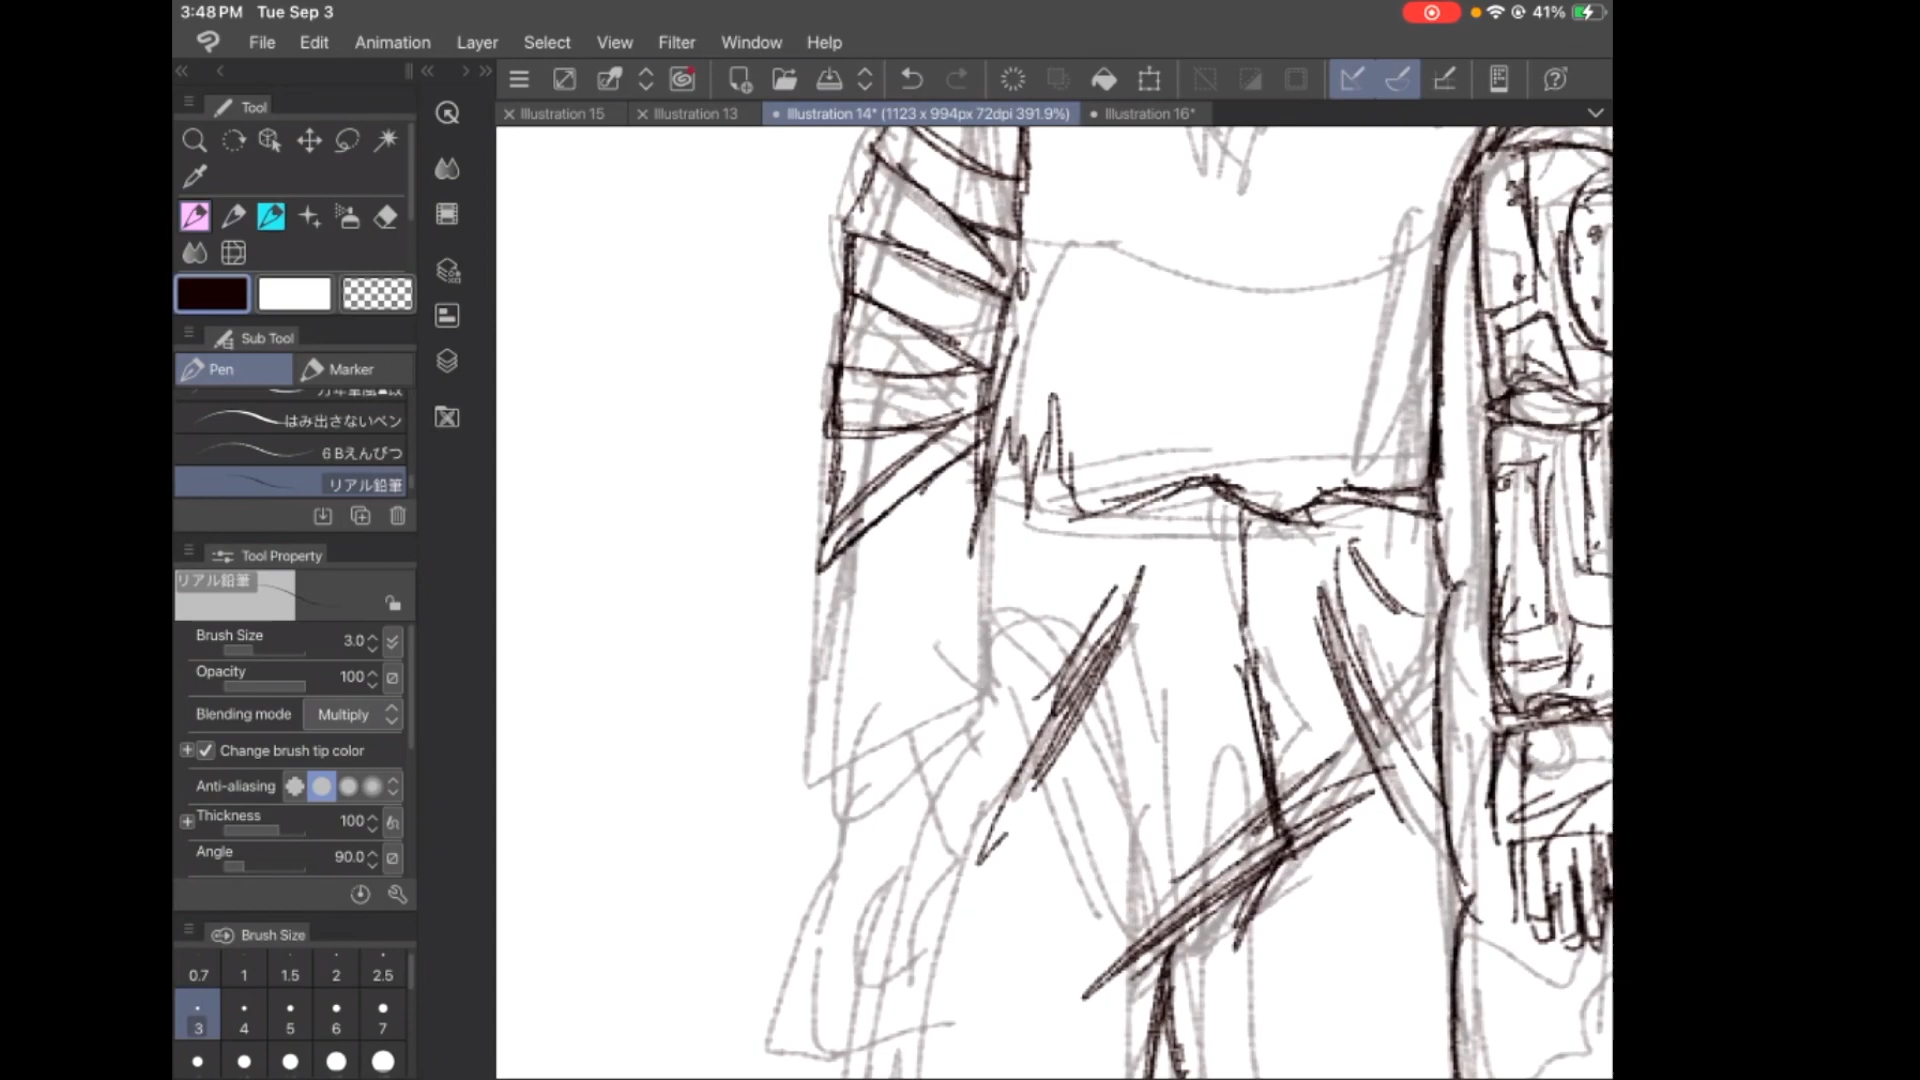 3:48 PM Tue Sep 3
41%
File Edit Animation Layer Select View Filter Window Help
Tool
Illustration 15
Illustration 13
Illustration 14* (1123 x 994px 72dpi 391.9%)
Illustration 16*
Sub Tool
Pen
Marker
はみ出さないペン
6Bえんぴつ
リアル鉛筆
Tool Property
リアル鉛筆
Brush Size 3.0
Opacity 100
Blending mode Multiply
Change brush tip color
Anti-aliasing
Thickness 100
Angle 90.0
Brush Size
0.7 1 1.5 2 2.5
3 4 5 6 7